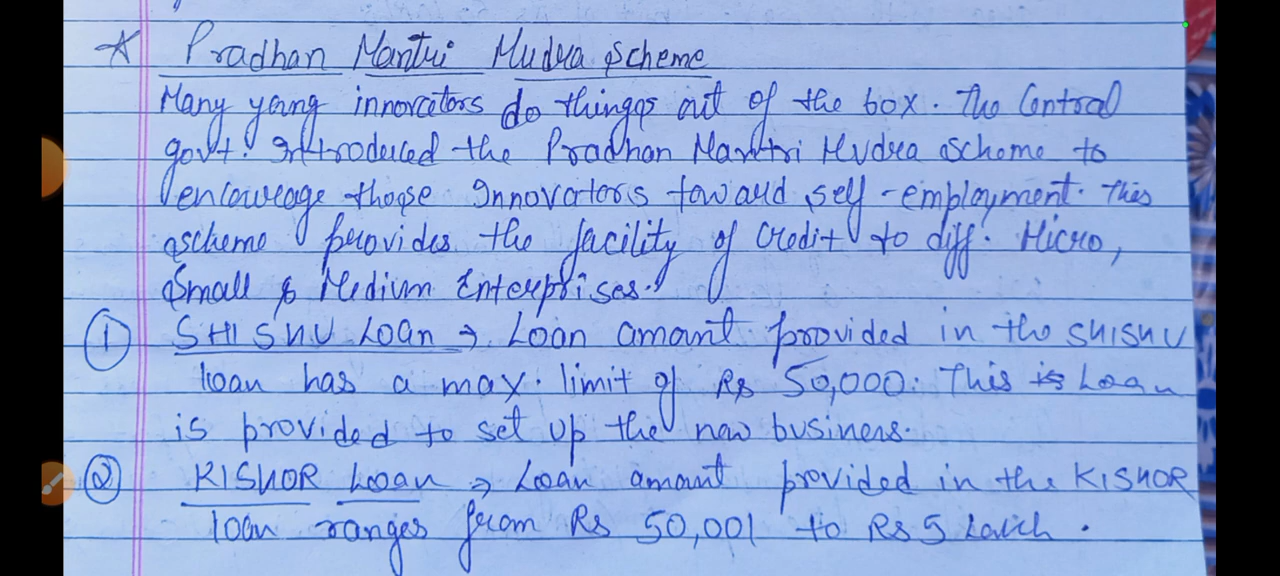 ☆ Pradhan Mantri Mudra Scheme
Many young innovators do things out of the box. The Central
govt. Introduced the Pradhan Mantri Mudra scheme to
encourage those Innovators toward self-employment. This
scheme provides the facility of credit to diff. Micro,
Small & Medium Enterprises.
① SHISHU Loan → Loan amant provided in the SHISHU
loan has a max. limit of Rs 50,000. This is Loan
is provided to set up the new business.
② KISHOR Loan → Loan amant provided in the KISHOR
loan ranges from Rs 50,001 to Rs 5 Lakh.